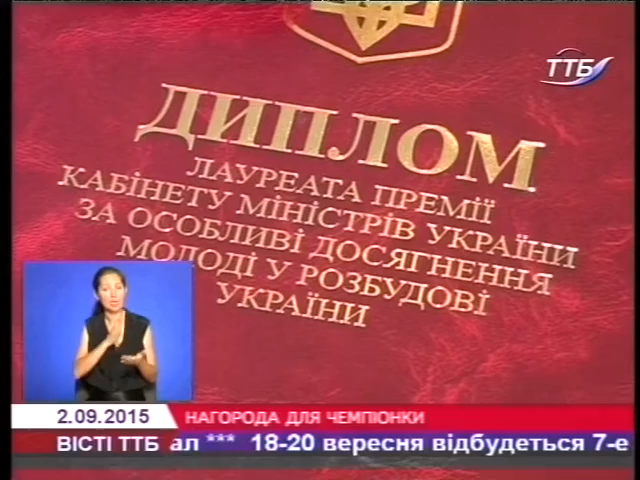 ТТБ
ДИПЛОМ
ЛАУРЕАТА ПРЕМІЇ
КАБІНЕТУ МІНІСТРІВ УКРАЇНИ
ЗА ОСОБЛИВІ ДОСЯГНЕННЯ
МОЛОДІ У РОЗБУДОВІ
УКРАЇНИ
2.09.2015 НАГОРОДА ДЛЯ ЧЕМПІОНКИ
ВІСТІ ТТБ ал *** 18-20 вересня відбудеться 7-е